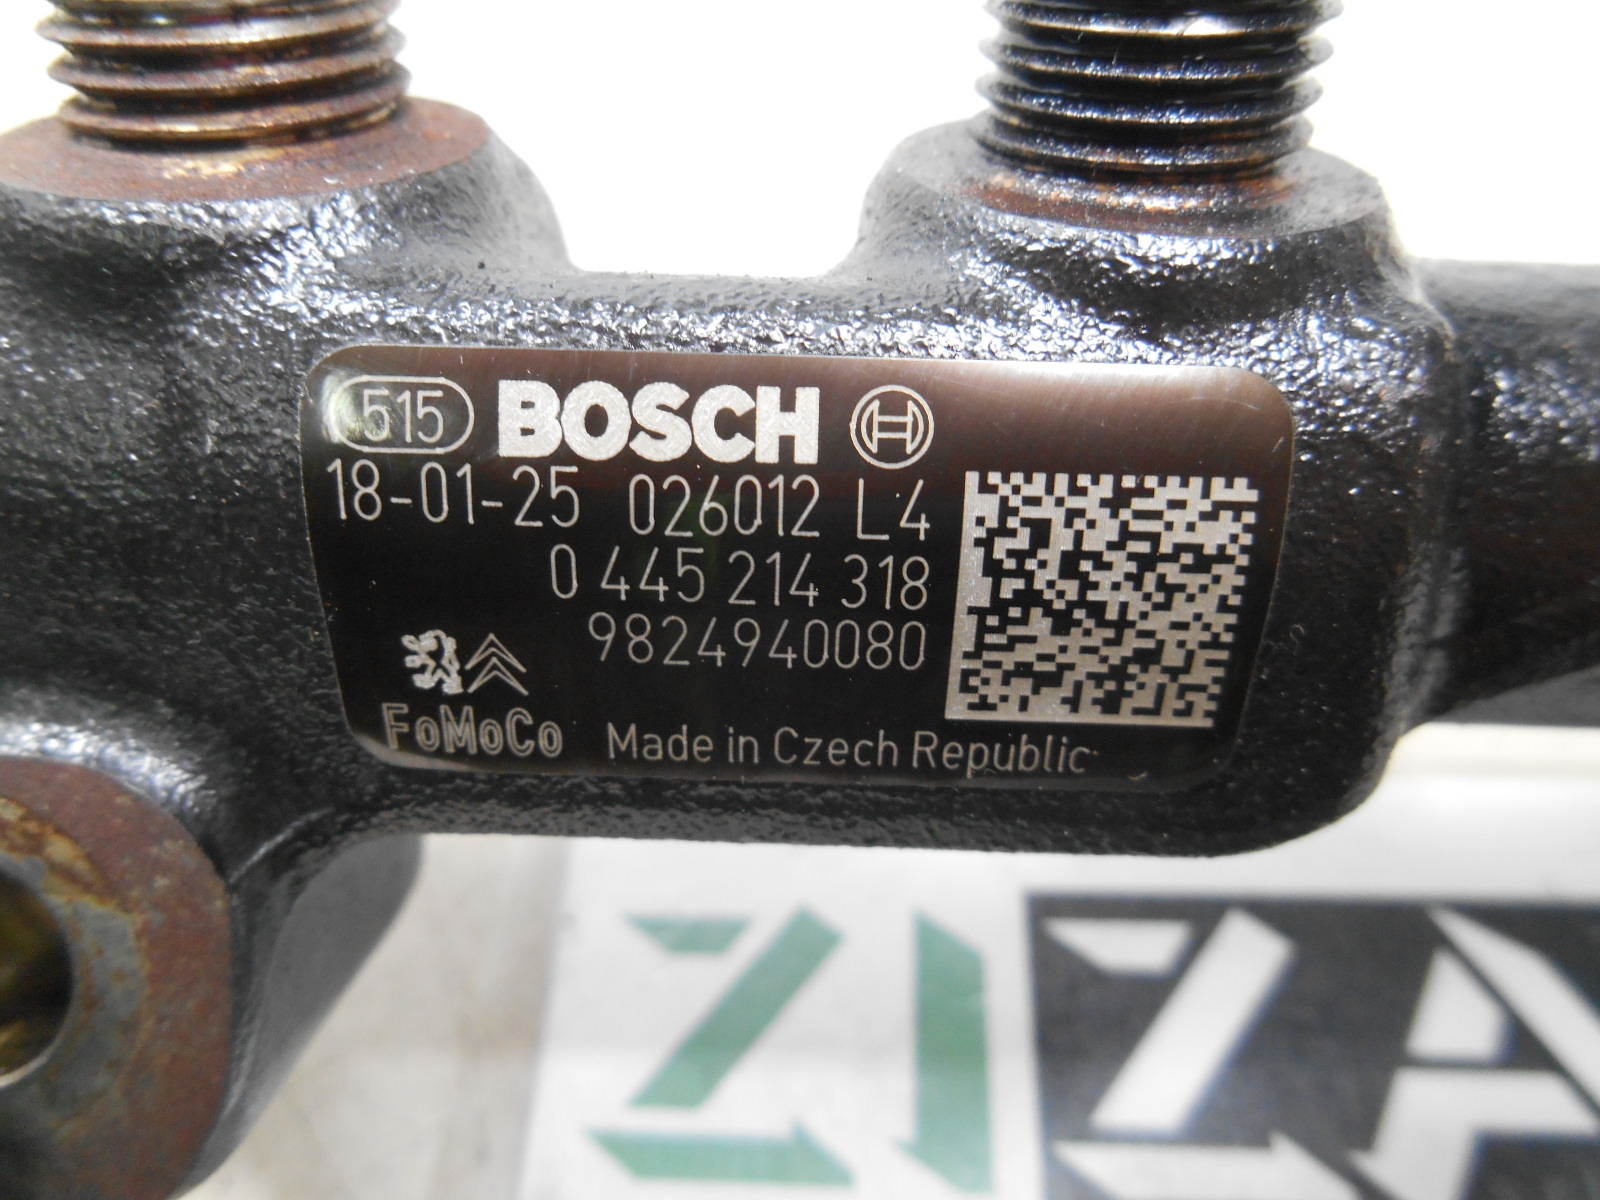 515 BOSCH
18-01-25 026012 L4
0 445 214 318
9824940080
FoMoCo Made in Czech Republic